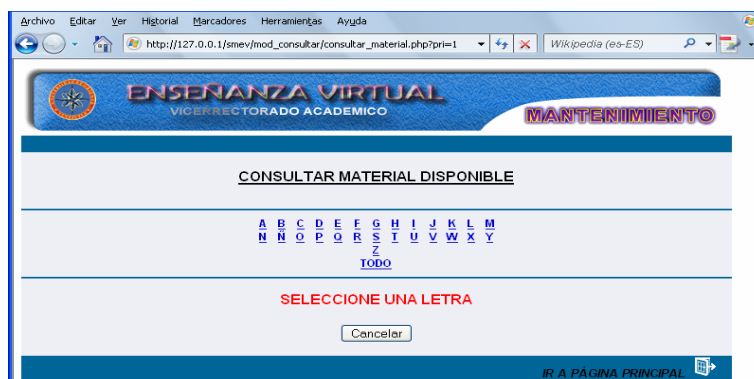 Archivo Editar Ver Historial Marcadores Herramientas Ayuda
http://127.0.0.1/smev/mod_consultar/consultar_material.php?pri=1 Wikipedia (es-ES)
ENSEÑANZA VIRTUAL
VICERRECTORADO ACADEMICO
MANTENIMIENTO
CONSULTAR MATERIAL DISPONIBLE
A B C D E F G H I J K L M
N Ñ O P Q R S T U V W X Y
Z
TODO
SELECCIONE UNA LETRA
Cancelar
IR A PÁGINA PRINCIPAL